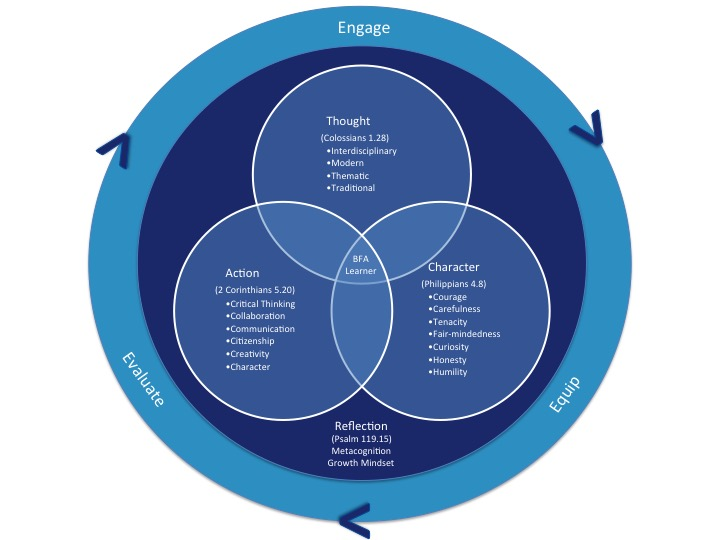 Engage
Thought
(Colossians 1.28)
•Interdisciplinary
•Modern
•Thematic
•Traditional
BFA
Learner
Action
(2 Corinthians 5.20)
•Critical Thinking
•Collaboration
•Communication
•Citizenship
•Creativity
•Character
Character
(Philippians 4.8)
•Courage
•Carefulness
•Tenacity
•Fair-mindedness
•Curiosity
•Honesty
•Humility
Evaluate
Equip
Reflection
(Psalm 119.15)
Metacognition
Growth Mindset